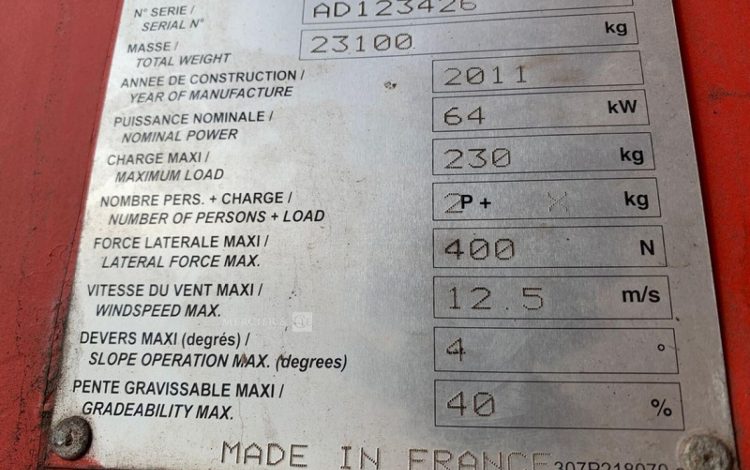 N° SERIE /
SERIAL N°
AD123426
MASSE /
TOTAL WEIGHT
23100 kg
ANNEE DE CONSTRUCTION /
YEAR OF MANUFACTURE
2011
PUISSANCE NOMINALE /
NOMINAL POWER
64 kW
CHARGE MAXI /
MAXIMUM LOAD
230 kg
NOMBRE PERS. + CHARGE /
NUMBER OF PERSONS + LOAD
2P + X kg
FORCE LATERALE MAXI /
LATERAL FORCE MAX.
400 N
VITESSE DU VENT MAXI /
WINDSPEED MAX.
12.5 m/s
DEVERS MAXI (degrés) /
SLOPE OPERATION MAX. (degrees)
4 °
PENTE GRAVISSABLE MAXI /
GRADEABILITY MAX.
40 %
MADE IN FRANCE